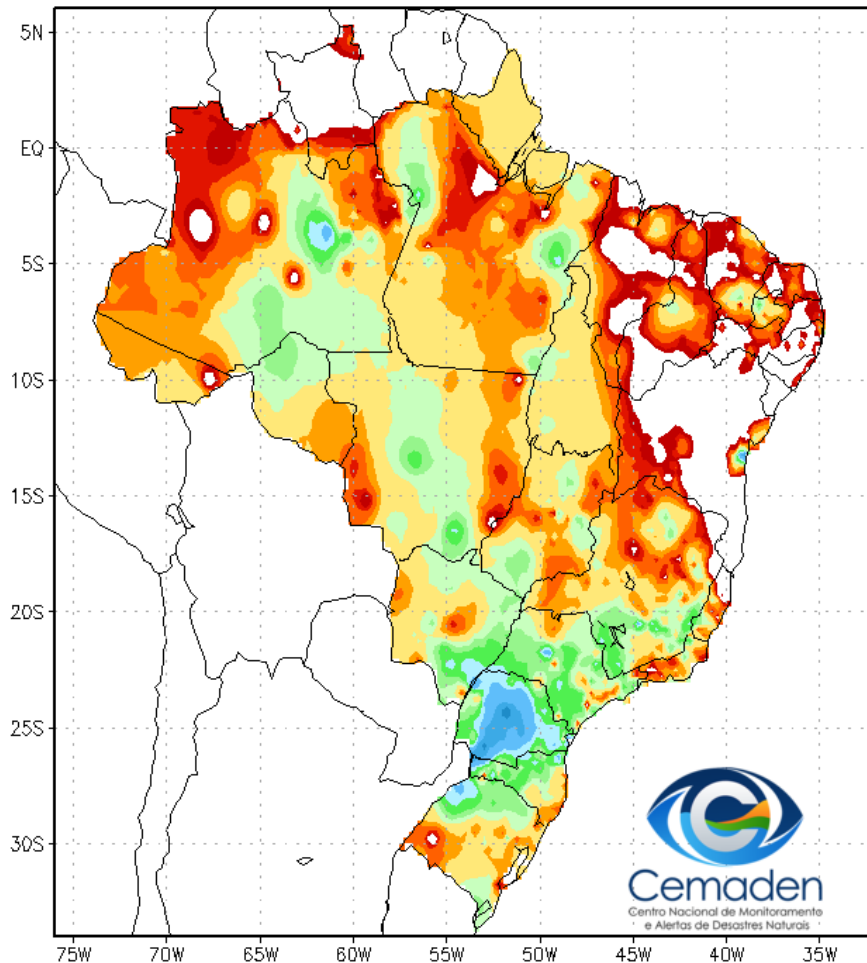 5N
EQ
5S
10S
15S
20S
25S
30S
75W 70W 65W 60W 55W 50W 45W 40W 35W
Cemaden
Centro Nacional de Monitoramento
e Alertas de Desastres Naturais